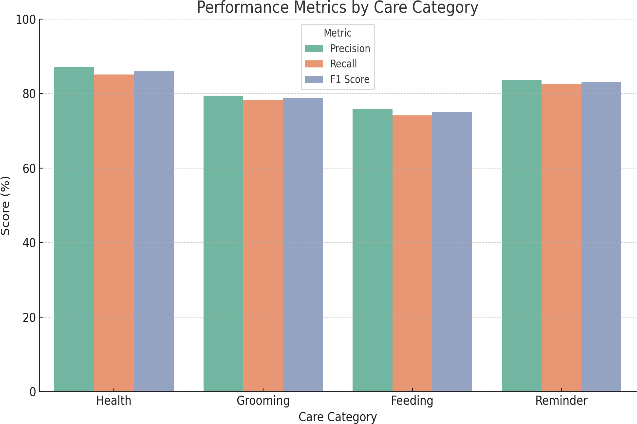 Performance Metrics by Care Category
Metric
Precision
Recall
F1 Score
Score (%)
100
80
60
40
20
0
Health Grooming Feeding Reminder
Care Category